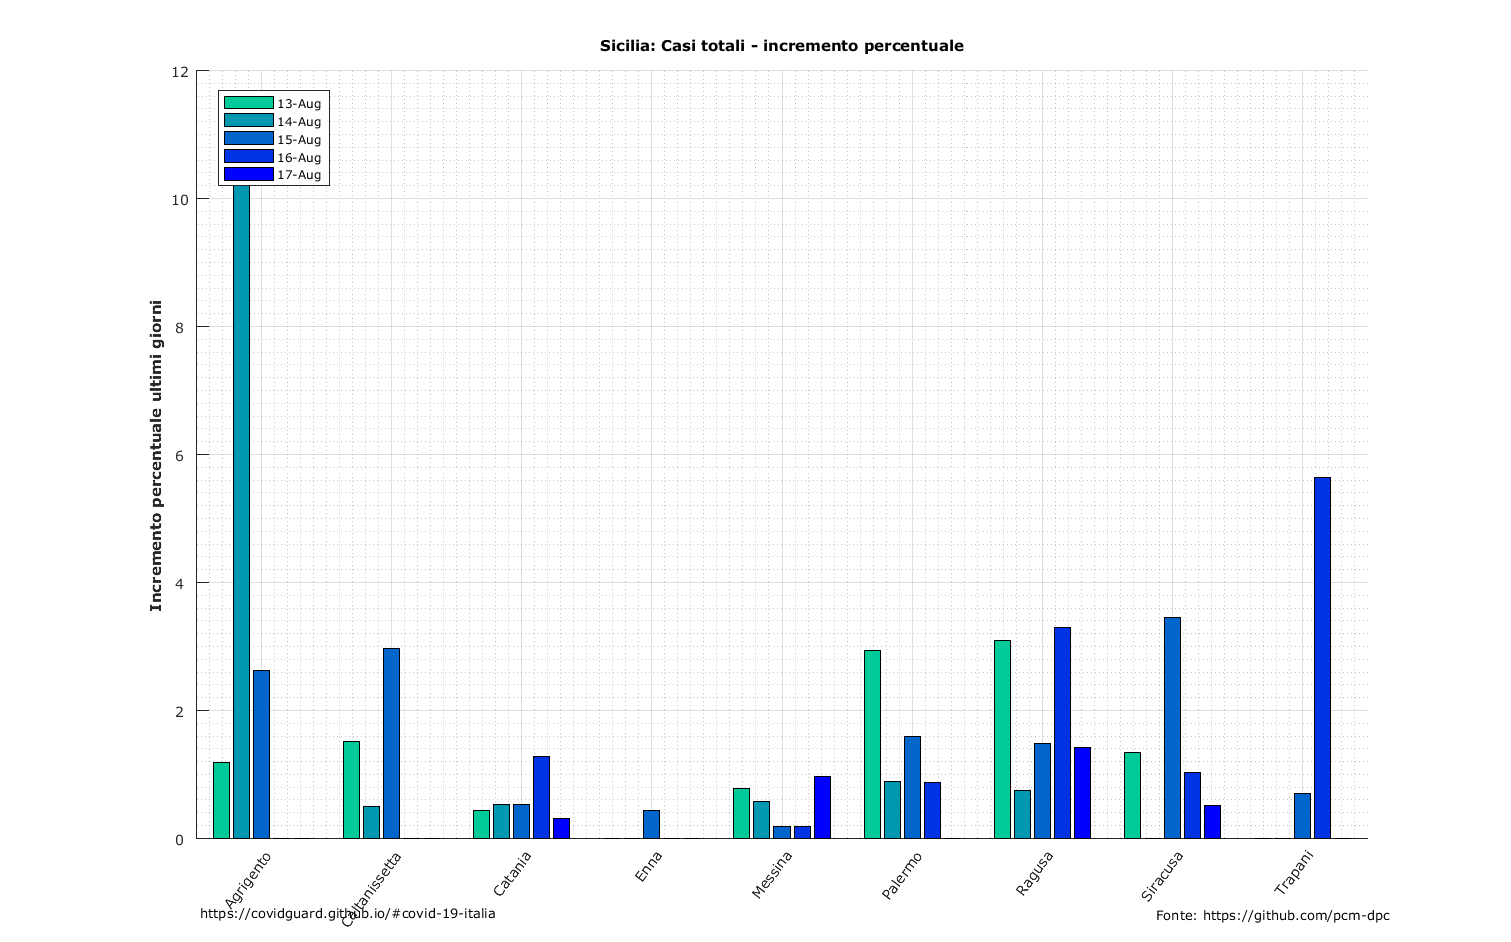 Sicilia: Casi totali - incremento percentuale
12
10
8
6
4
2
0
Incremento percentuale ultimi giorni
13-Aug
14-Aug
15-Aug
16-Aug
17-Aug
Agrigento
Caltanissetta
Catania
Enna
Messina
Palermo
Ragusa
Siracusa
Trapani
https://covidguard.github.io/#covid-19-italia
Fonte: https://github.com/pcm-dpc